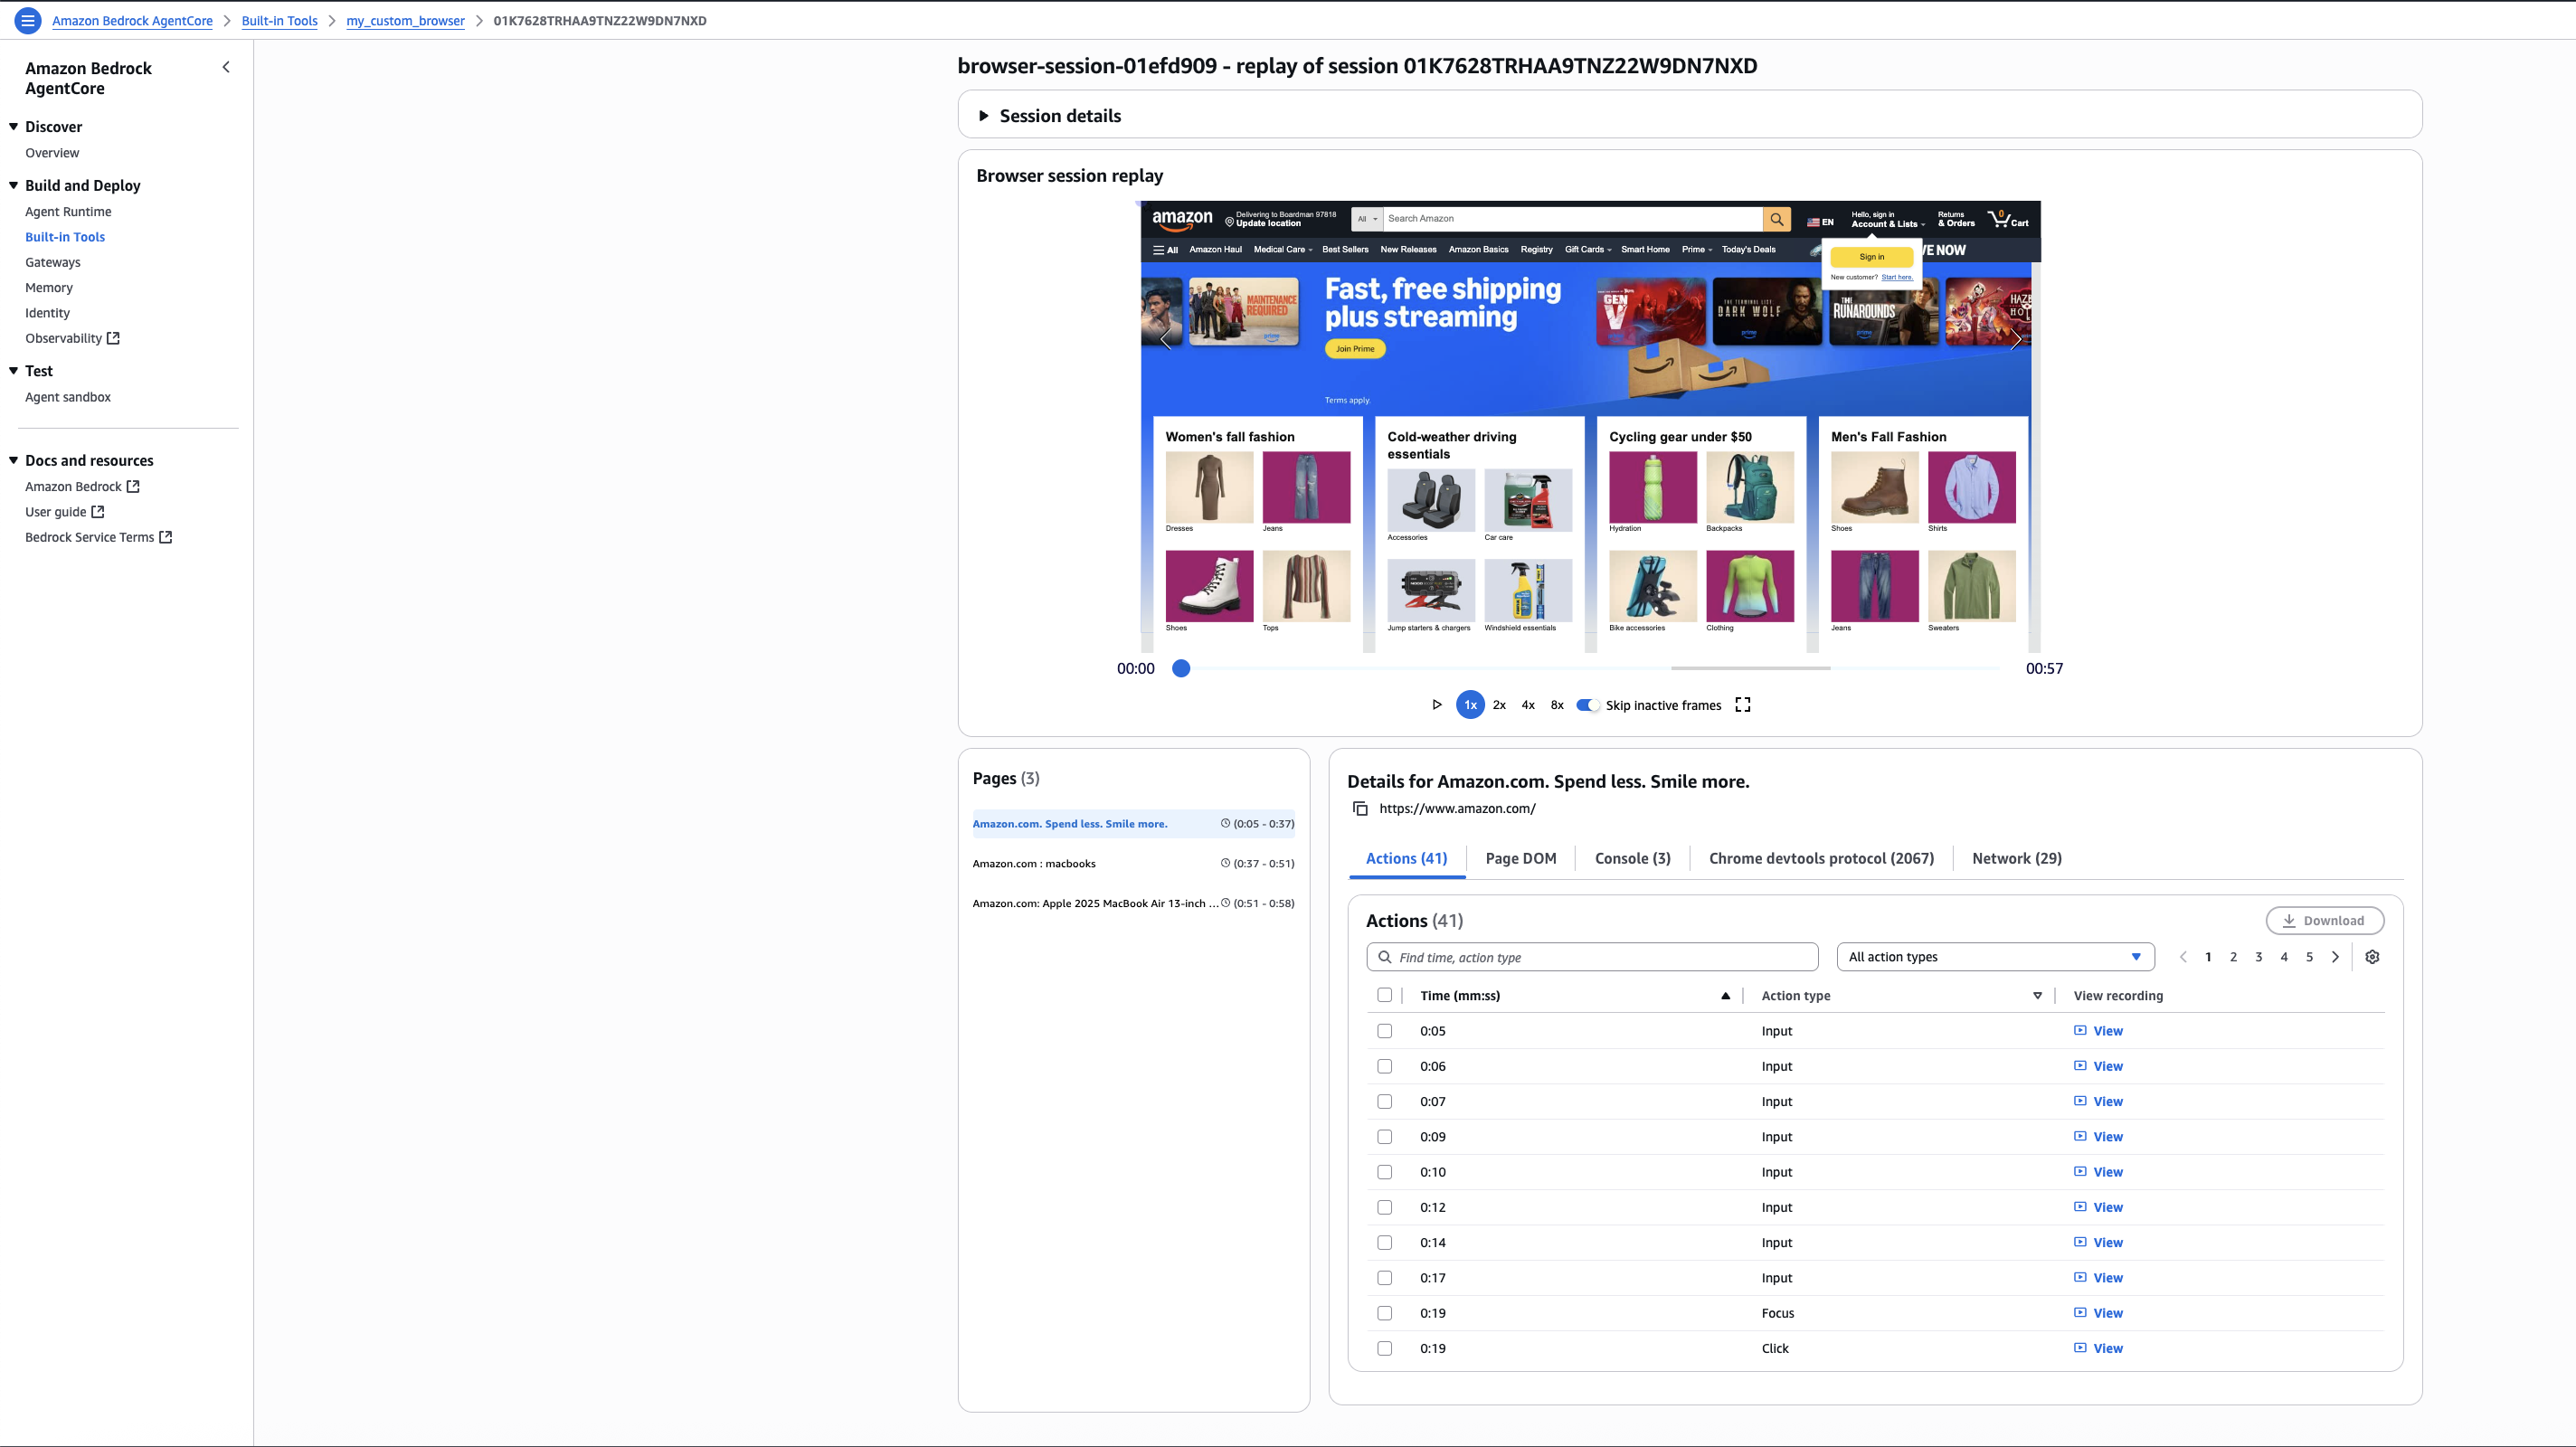 Amazon Bedrock AgentCore
Built-in Tools
my_custom_browser
01K7628TRHAA9TNZ22W9DN7NXD
Amazon Bedrock
AgentCore
Discover
Overview
Build and Deploy
Agent Runtime
Built-in Tools
Gateways
Memory
Identity
Observability
Test
Agent sandbox
Docs and resources
Amazon Bedrock
User guide
Bedrock Service Terms
browser-session-01efd909 - replay of session 01K7628TRHAA9TNZ22W9DN7NXD
Session details
Browser session replay
amazon
Delivering to Boardman 97818
Update location
All
Search Amazon
EN
Hello, sign in
Account & Lists
Returns
& Orders
0
Cart
All
Amazon Haul
Medical Care
Best Sellers
New Releases
Amazon Basics
Registry
Gift Cards
Smart Home
Prime
Today's Deals
VE NOW
Sign in
New customer? Start here.
MAINTENANCE
REQUIRED
prime
Fast, free shipping
plus streaming
Join Prime
Terms apply.
GEN
V
THE TERMINAL LIST
DARK WOLF
prime
THE
RUNAROUNDS
prime
HAZB
HOT
Women's fall fashion
Dresses
Jeans
Shoes
Tops
Cold-weather driving
essentials
Accessories
Car care
Jump starters & chargers
Windshield essentials
Cycling gear under $50
Hydration
Backpacks
Bike accessories
Clothing
Men's Fall Fashion
Shoes
Shirts
Jeans
Sweaters
00:00
00:57
1x
2x
4x
8x
Skip inactive frames
Pages (3)
Amazon.com. Spend less. Smile more. (0:05 - 0:37)
Amazon.com : macbooks (0:37 - 0:51)
Amazon.com: Apple 2025 MacBook Air 13-inch ... (0:51 - 0:58)
Details for Amazon.com. Spend less. Smile more.
https://www.amazon.com/
Actions (41)
Page DOM
Console (3)
Chrome devtools protocol (2067)
Network (29)
Actions (41)
Download
Find time, action type
All action types
1 2 3 4 5
Time (mm:ss) Action type View recording
0:05 Input View
0:06 Input View
0:07 Input View
0:09 Input View
0:10 Input View
0:12 Input View
0:14 Input View
0:17 Input View
0:19 Focus View
0:19 Click View